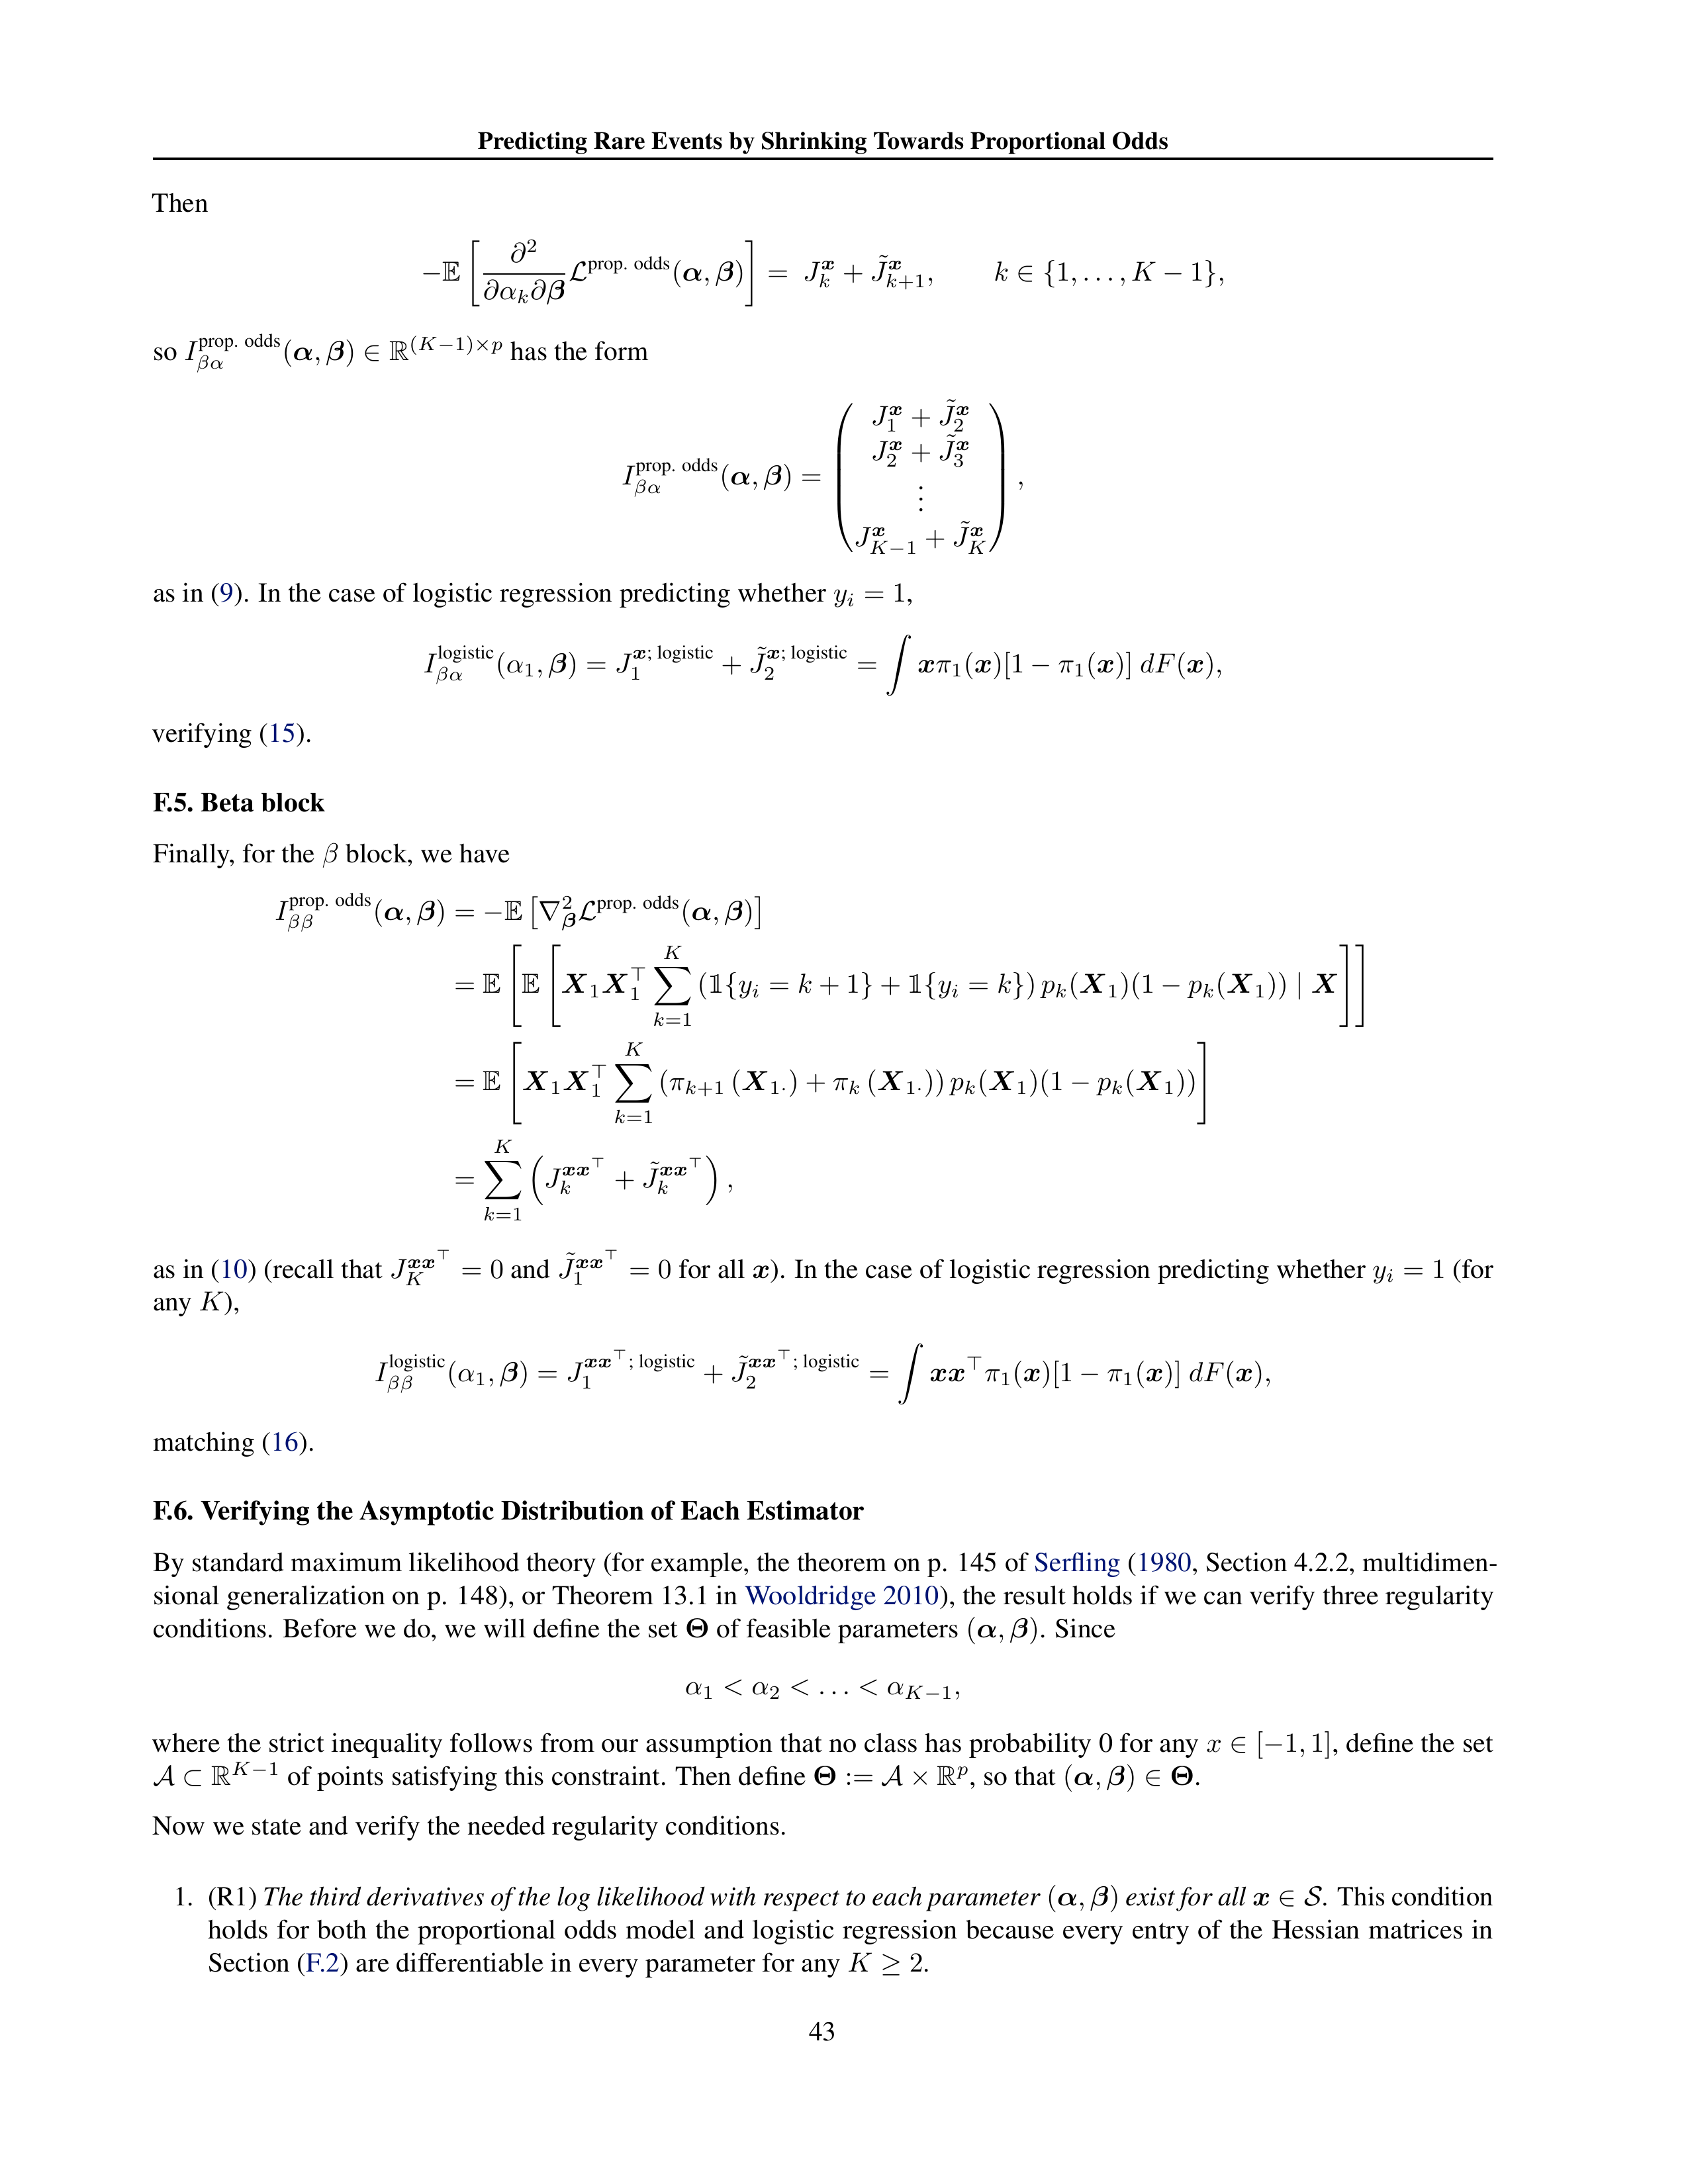 Predicting Rare Events by Shrinking Towards Proportional Odds
Then
$$-\mathbb{E}\left[\frac{\partial^2}{\partial\alpha_k\partial\boldsymbol{\beta}}\mathcal{L}^{\text{prop. odds}}(\boldsymbol{\alpha},\boldsymbol{\beta})\right] = J_k^{\boldsymbol{x}} + \tilde{J}_{k+1}^{\boldsymbol{x}}, \qquad k \in \{1,\ldots,K-1\},$$
so $I_{\beta\alpha}^{\text{prop. odds}}(\boldsymbol{\alpha},\boldsymbol{\beta}) \in \mathbb{R}^{(K-1)\times p}$ has the form
$$I_{\beta\alpha}^{\text{prop. odds}}(\boldsymbol{\alpha},\boldsymbol{\beta}) = \begin{pmatrix} J_1^{\boldsymbol{x}} + \tilde{J}_2^{\boldsymbol{x}} \\ J_2^{\boldsymbol{x}} + \tilde{J}_3^{\boldsymbol{x}} \\ \vdots \\ J_{K-1}^{\boldsymbol{x}} + \tilde{J}_K^{\boldsymbol{x}} \end{pmatrix},$$
as in (9). In the case of logistic regression predicting whether $y_i = 1$,
$$I_{\beta\alpha}^{\text{logistic}}(\alpha_1,\boldsymbol{\beta}) = J_1^{\boldsymbol{x};\text{ logistic}} + \tilde{J}_2^{\boldsymbol{x};\text{ logistic}} = \int \boldsymbol{x}\pi_1(\boldsymbol{x})[1-\pi_1(\boldsymbol{x})]\,dF(\boldsymbol{x}),$$
verifying (15).
F.5. Beta block
Finally, for the $\beta$ block, we have
$$I_{\beta\beta}^{\text{prop. odds}}(\boldsymbol{\alpha},\boldsymbol{\beta}) = -\mathbb{E}\left[\nabla_{\boldsymbol{\beta}}^2\mathcal{L}^{\text{prop. odds}}(\boldsymbol{\alpha},\boldsymbol{\beta})\right]$$
$$= \mathbb{E}\left[\mathbb{E}\left[\boldsymbol{X}_1\boldsymbol{X}_1^\top\sum_{k=1}^K(\mathbb{1}\{y_i=k+1\}+\mathbb{1}\{y_i=k\})\,p_k(\boldsymbol{X}_1)(1-p_k(\boldsymbol{X}_1)) \mid \boldsymbol{X}\right]\right]$$
$$= \mathbb{E}\left[\boldsymbol{X}_1\boldsymbol{X}_1^\top\sum_{k=1}^K(\pi_{k+1}(\boldsymbol{X}_{1\cdot})+\pi_k(\boldsymbol{X}_{1\cdot}))\,p_k(\boldsymbol{X}_1)(1-p_k(\boldsymbol{X}_1))\right]$$
$$= \sum_{k=1}^K\left(J_k^{\boldsymbol{x}\boldsymbol{x}^\top}+\tilde{J}_k^{\boldsymbol{x}\boldsymbol{x}^\top}\right),$$
as in (10) (recall that $J_K^{\boldsymbol{x}\boldsymbol{x}^\top} = 0$ and $\tilde{J}_1^{\boldsymbol{x}\boldsymbol{x}^\top} = 0$ for all $\boldsymbol{x}$). In the case of logistic regression predicting whether $y_i = 1$ (for
any $K$),
$$I_{\beta\beta}^{\text{logistic}}(\alpha_1,\boldsymbol{\beta}) = J_1^{\boldsymbol{x}\boldsymbol{x}^\top;\text{ logistic}} + \tilde{J}_2^{\boldsymbol{x}\boldsymbol{x}^\top;\text{ logistic}} = \int \boldsymbol{x}\boldsymbol{x}^\top\pi_1(\boldsymbol{x})[1-\pi_1(\boldsymbol{x})]\,dF(\boldsymbol{x}),$$
matching (16).
F.6. Verifying the Asymptotic Distribution of Each Estimator
By standard maximum likelihood theory (for example, the theorem on p. 145 of Serfling (1980, Section 4.2.2, multidimen-
sional generalization on p. 148), or Theorem 13.1 in Wooldridge 2010), the result holds if we can verify three regularity
conditions. Before we do, we will define the set $\boldsymbol{\Theta}$ of feasible parameters $(\boldsymbol{\alpha},\boldsymbol{\beta})$. Since
$$\alpha_1 < \alpha_2 < \ldots < \alpha_{K-1},$$
where the strict inequality follows from our assumption that no class has probability 0 for any $x \in [-1,1]$, define the set
$\mathcal{A} \subset \mathbb{R}^{K-1}$ of points satisfying this constraint. Then define $\boldsymbol{\Theta} := \mathcal{A} \times \mathbb{R}^p$, so that $(\boldsymbol{\alpha},\boldsymbol{\beta}) \in \boldsymbol{\Theta}$.
Now we state and verify the needed regularity conditions.
1. (R1) The third derivatives of the log likelihood with respect to each parameter $(\boldsymbol{\alpha},\boldsymbol{\beta})$ exist for all $\boldsymbol{x} \in \mathcal{S}$. This condition
holds for both the proportional odds model and logistic regression because every entry of the Hessian matrices in
Section (F.2) are differentiable in every parameter for any $K \geq 2$.
43